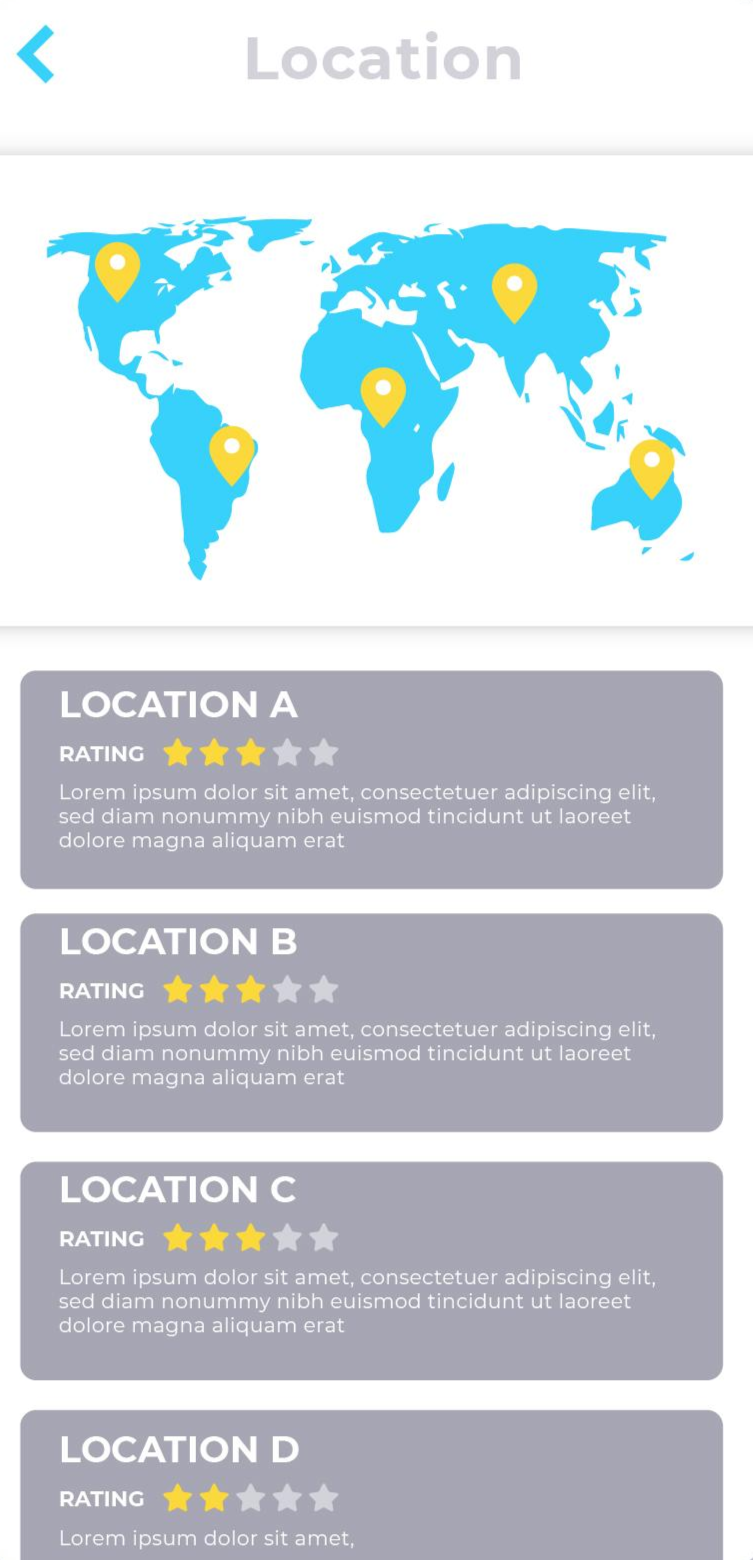 Location
LOCATION A
RATING
Lorem ipsum dolor sit amet, consectetuer adipiscing elit,
sed diam nonummy nibh euismod tincidunt ut laoreet
dolore magna aliquam erat
LOCATION B
RATING
Lorem ipsum dolor sit amet, consectetuer adipiscing elit,
sed diam nonummy nibh euismod tincidunt ut laoreet
dolore magna aliquam erat
LOCATION C
RATING
Lorem ipsum dolor sit amet, consectetuer adipiscing elit,
sed diam nonummy nibh euismod tincidunt ut laoreet
dolore magna aliquam erat
LOCATION D
RATING
Lorem ipsum dolor sit amet,